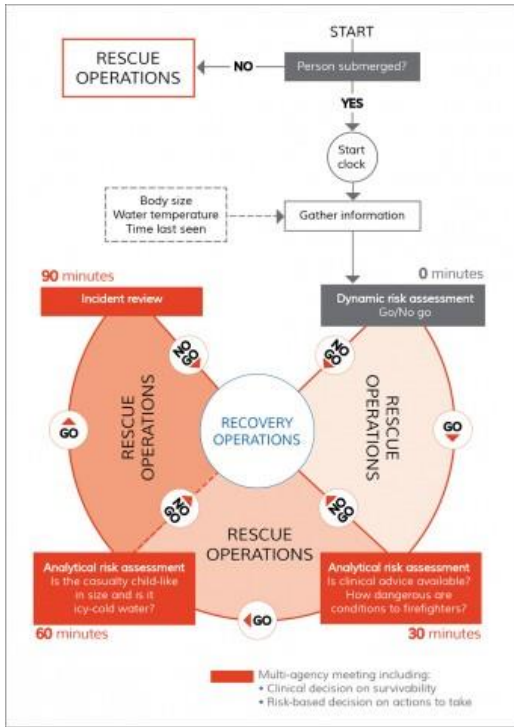 START
RESCUE
OPERATIONS
NO
Person submerged?
YES
Start
clock
Body size
Water temperature
Time last seen
Gather information
90 minutes
0 minutes
Incident review
Dynamic risk assessment
Go/No go
NO
GO
NO
GO
RESCUE
OPERATIONS
RECOVERY
OPERATIONS
RESCUE
OPERATIONS
GO
GO
NO
GO
NO
GO
RESCUE
OPERATIONS
Analytical risk assessment
Is the casualty child-like
in size and is it
icy-cold water?
Analytical risk assessment
Is clinical advice available?
How dangerous are
conditions to firefighters?
GO
60 minutes
30 minutes
Multi-agency meeting including:
• Clinical decision on survivability
• Risk-based decision on actions to take